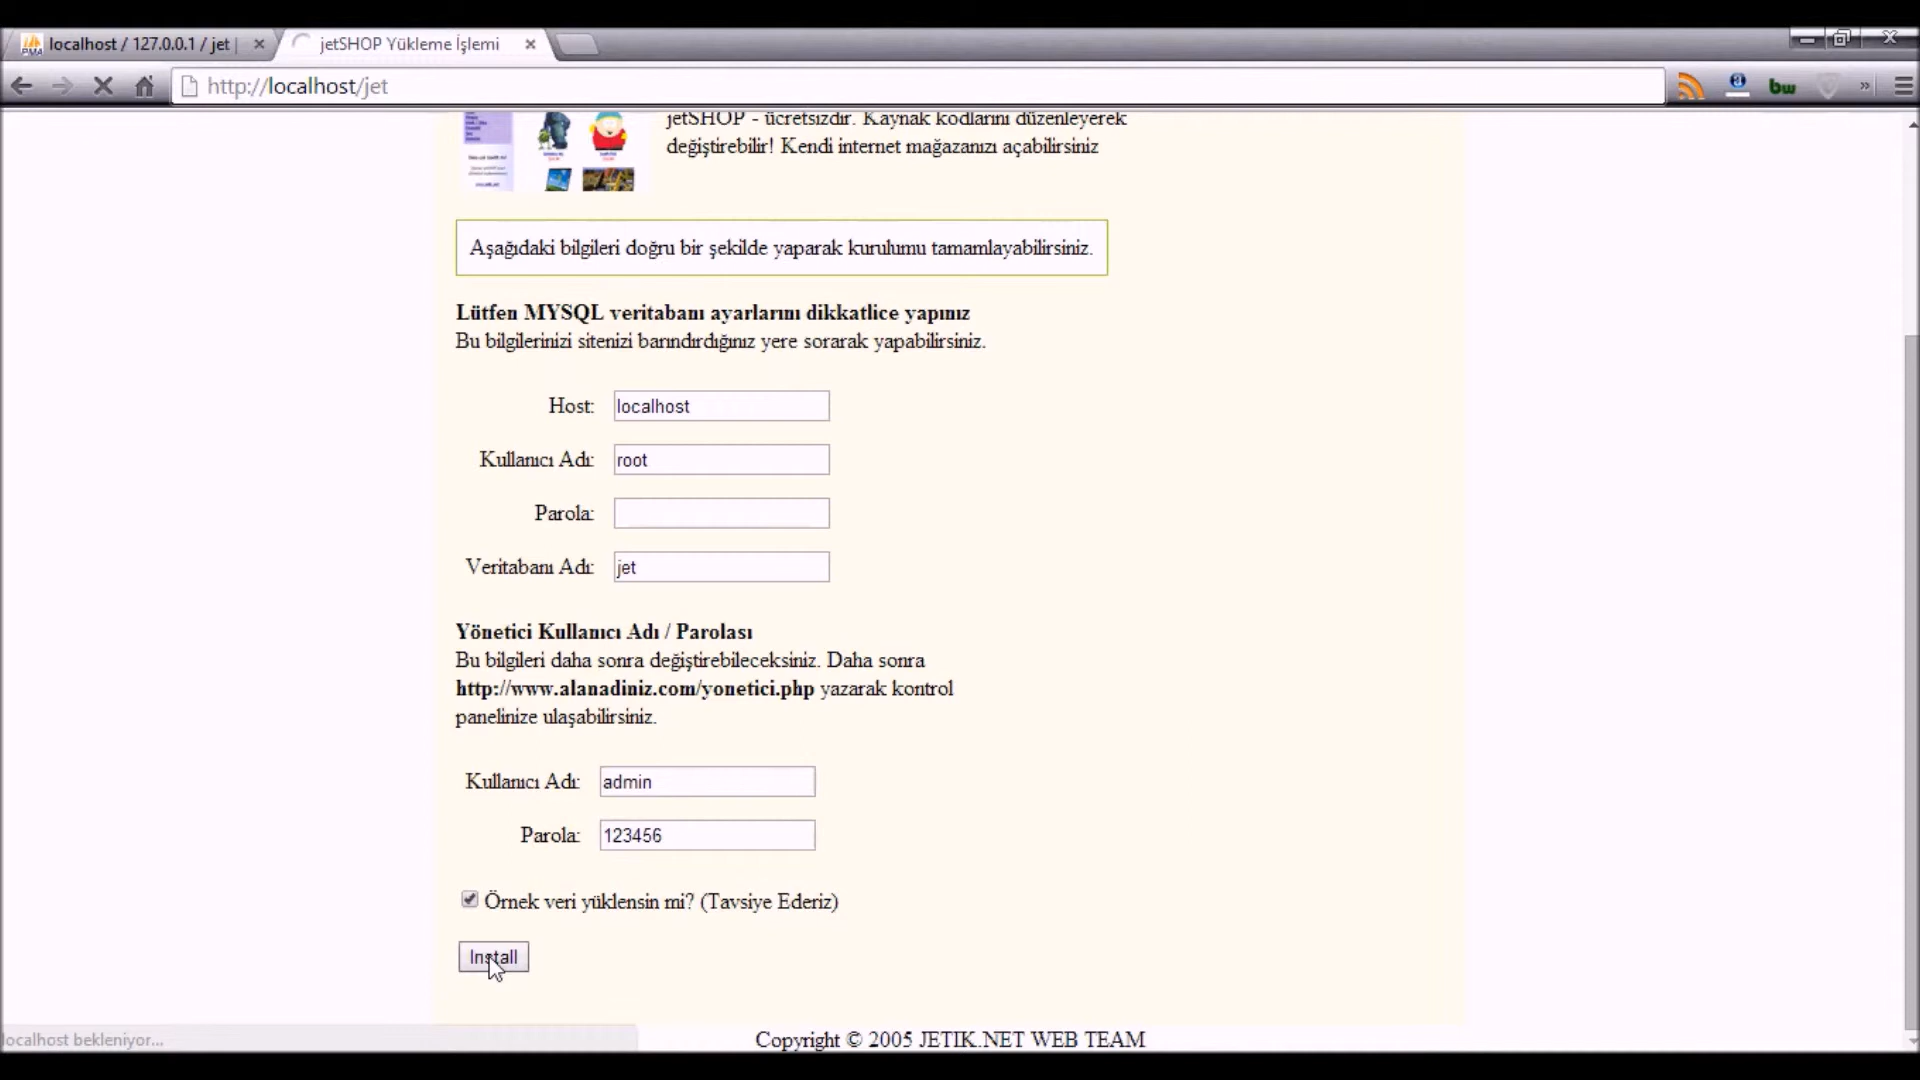 localhost / 127.0.0.1 / jet |
jetSHOP Yükleme İşlemi
http://localhost/jet
bw
jetSHOP - ücretsizdir. Kaynak kodlarını düzenleyerek
değiştirebilir! Kendi internet mağazanızı açabilirsiniz
Aşağıdaki bilgileri doğru bir şekilde yaparak kurulumu tamamlayabilirsiniz.
Lütfen MYSQL veritabanı ayarlarını dikkatlice yapınız
Bu bilgilerinizi sitenizi barındırdığınız yere sorarak yapabilirsiniz.
Host: localhost
Kullanıcı Adı: root
Parola:
Veritabanı Adı: jet
Yönetici Kullanıcı Adı / Parolası
Bu bilgileri daha sonra değiştirebileceksiniz. Daha sonra
http://www.alanadiniz.com/yonetici.php yazarak kontrol
panelinize ulaşabilirsiniz.
Kullanıcı Adı: admin
Parola: 123456
Örnek veri yüklensin mi? (Tavsiye Ederiz)
Install
localhost bekleniyor...
Copyright © 2005 JETIK.NET WEB TEAM